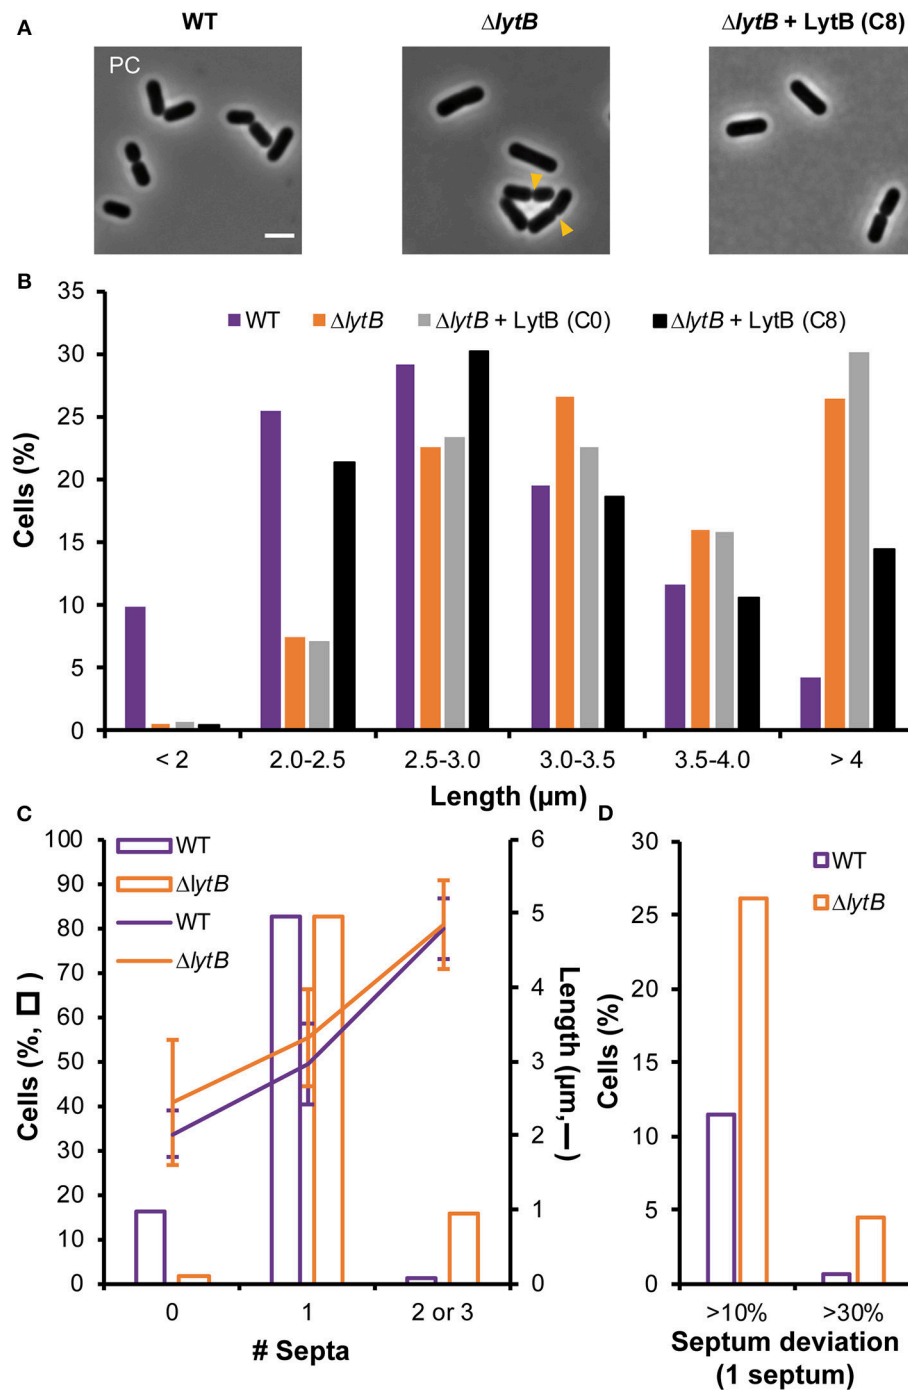 A
WT
ΔlytB
ΔlytB + LytB (C8)
PC
B
35
30
25
20
15
10
5
0
Cells (%)
WT
ΔlytB
ΔlytB + LytB (C0)
ΔlytB + LytB (C8)
< 2
2.0-2.5
2.5-3.0
3.0-3.5
3.5-4.0
> 4
Length (µm)
C
100
90
80
70
60
50
40
30
20
10
0
Cells (%, □ )
WT
ΔlytB
WT
ΔlytB
6
5
4
3
2
1
0
Length (µm,—)
0
1
2 or 3
# Septa
D
30
25
20
15
10
5
0
Cells (%)
WT
ΔlytB
>10%
>30%
Septum deviation
(1 septum)